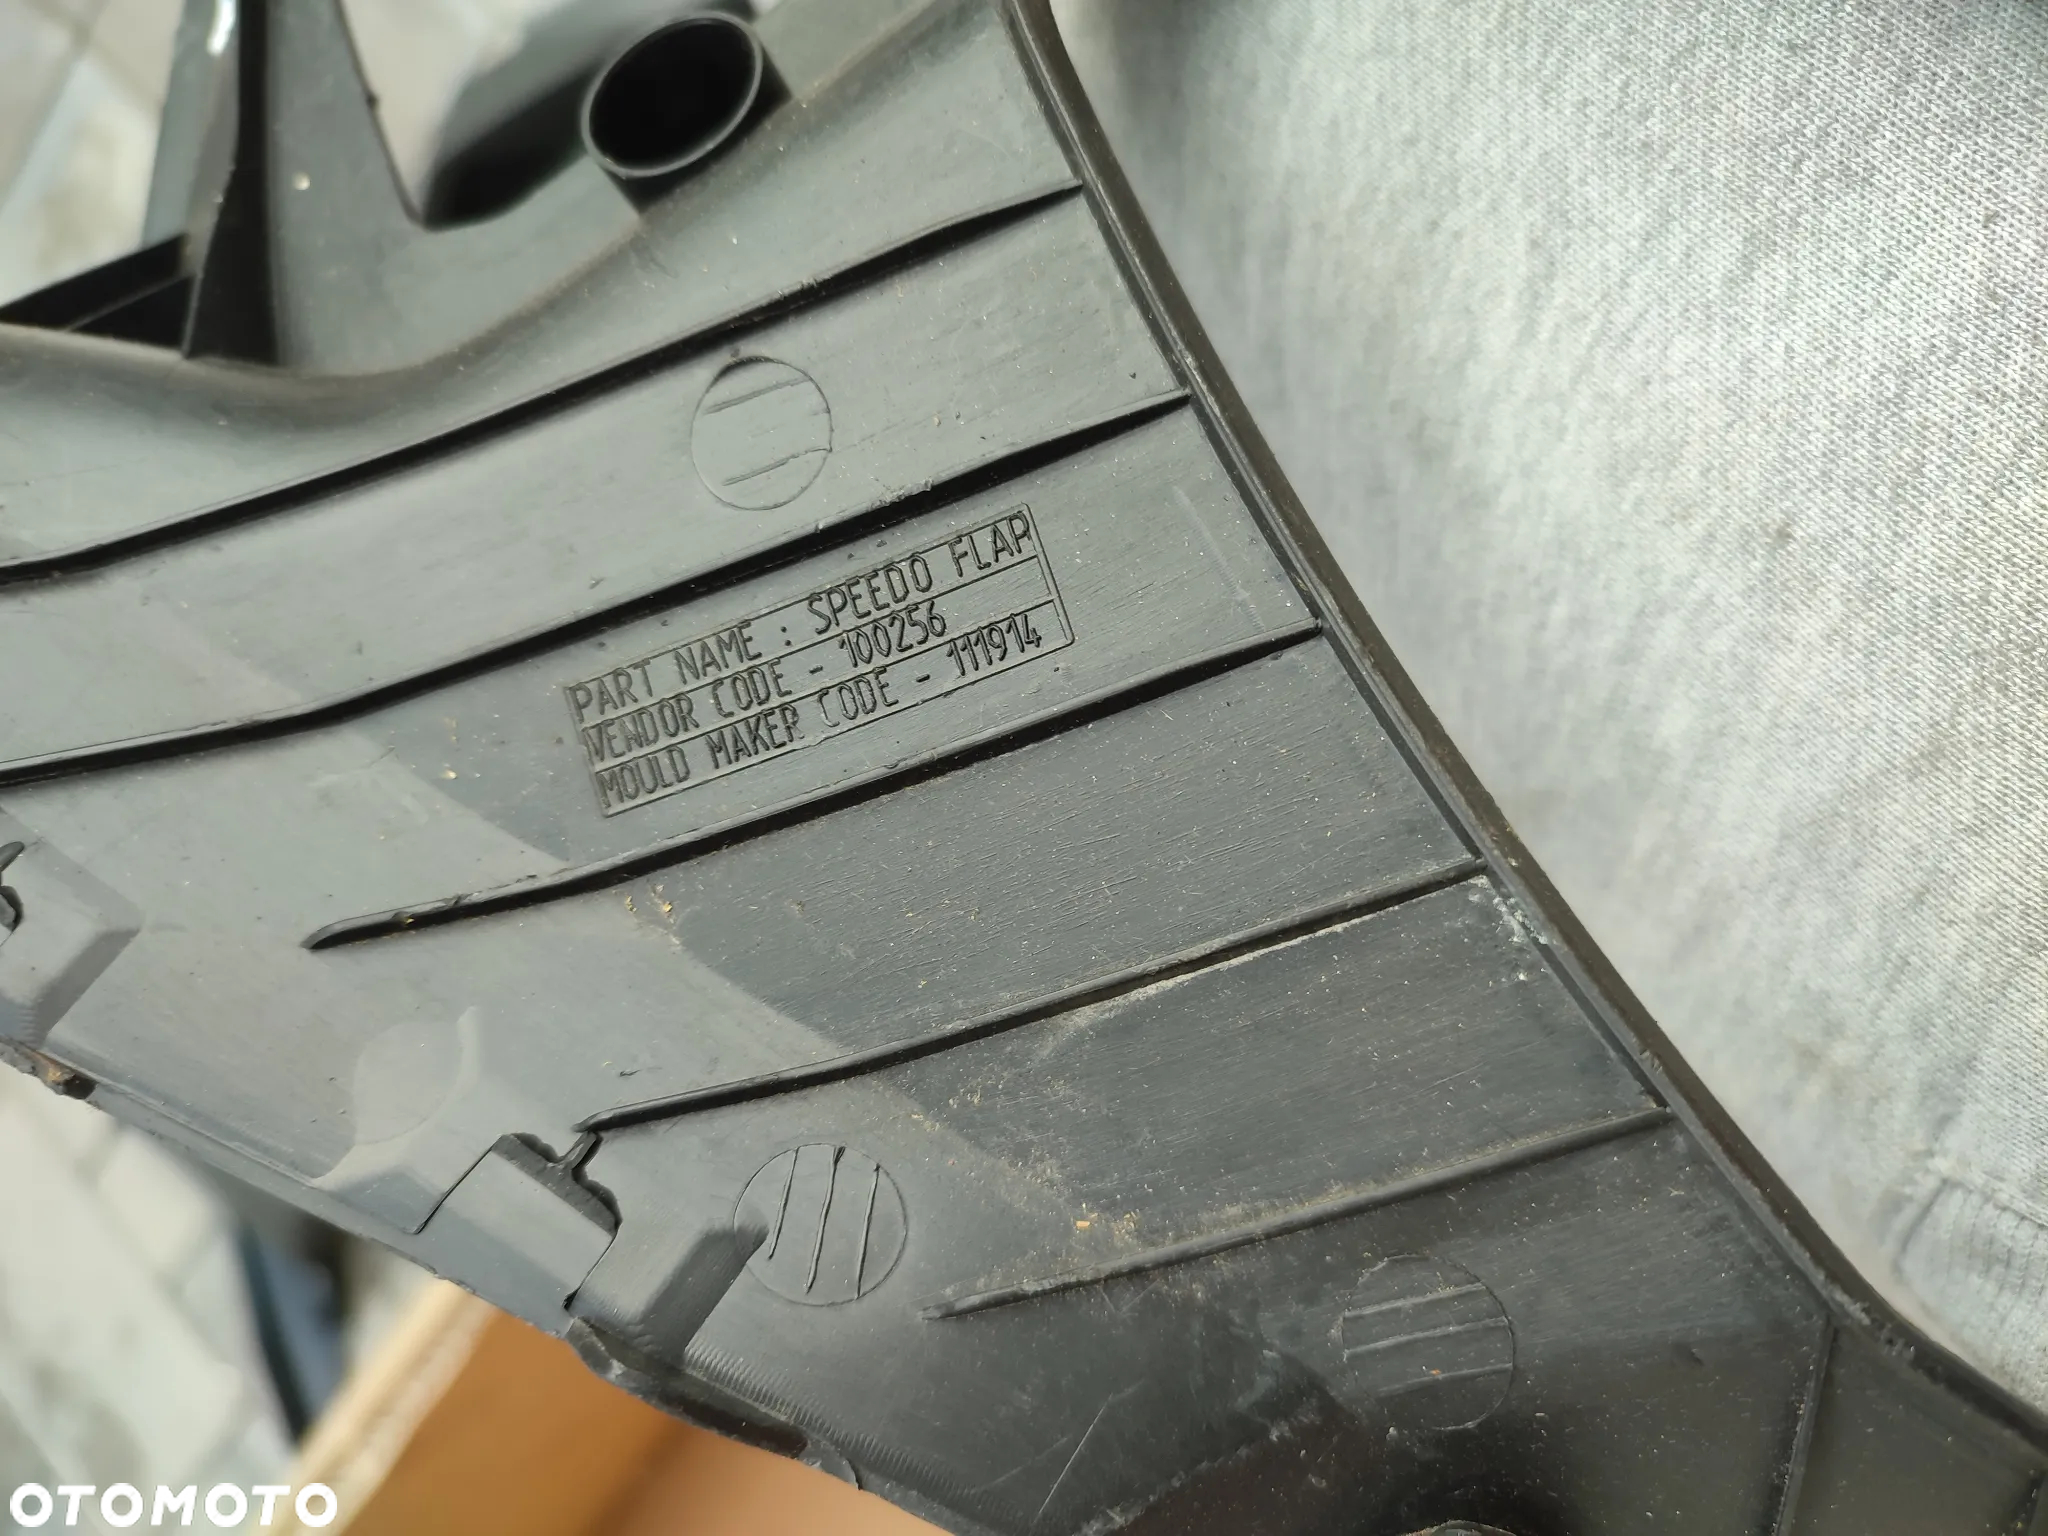 PART NAME : SPEEDO FLAP
VENDOR CODE - 100256
MOULD MAKER CODE - 111914
OTOMOTO